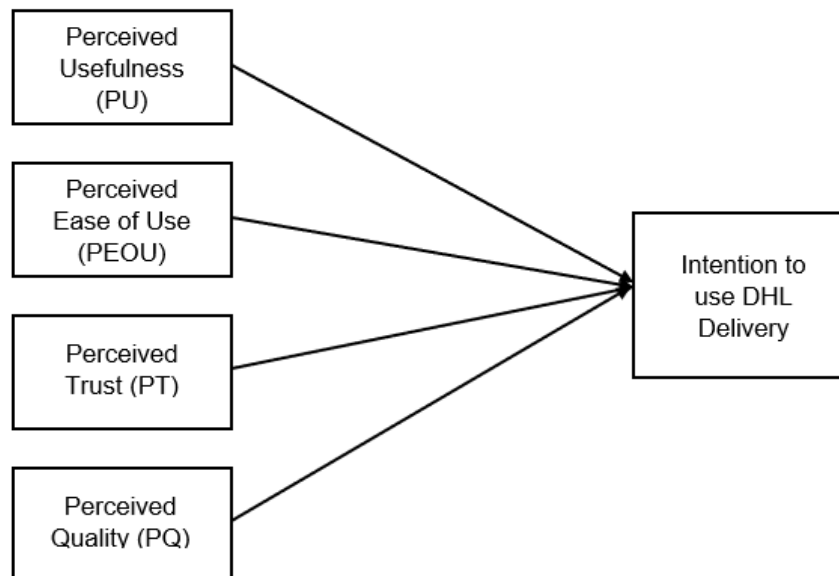 Perceived
Usefulness
(PU)
Perceived
Ease of Use
(PEOU)
Perceived
Trust (PT)
Perceived
Quality (PQ)
Intention to
use DHL
Delivery